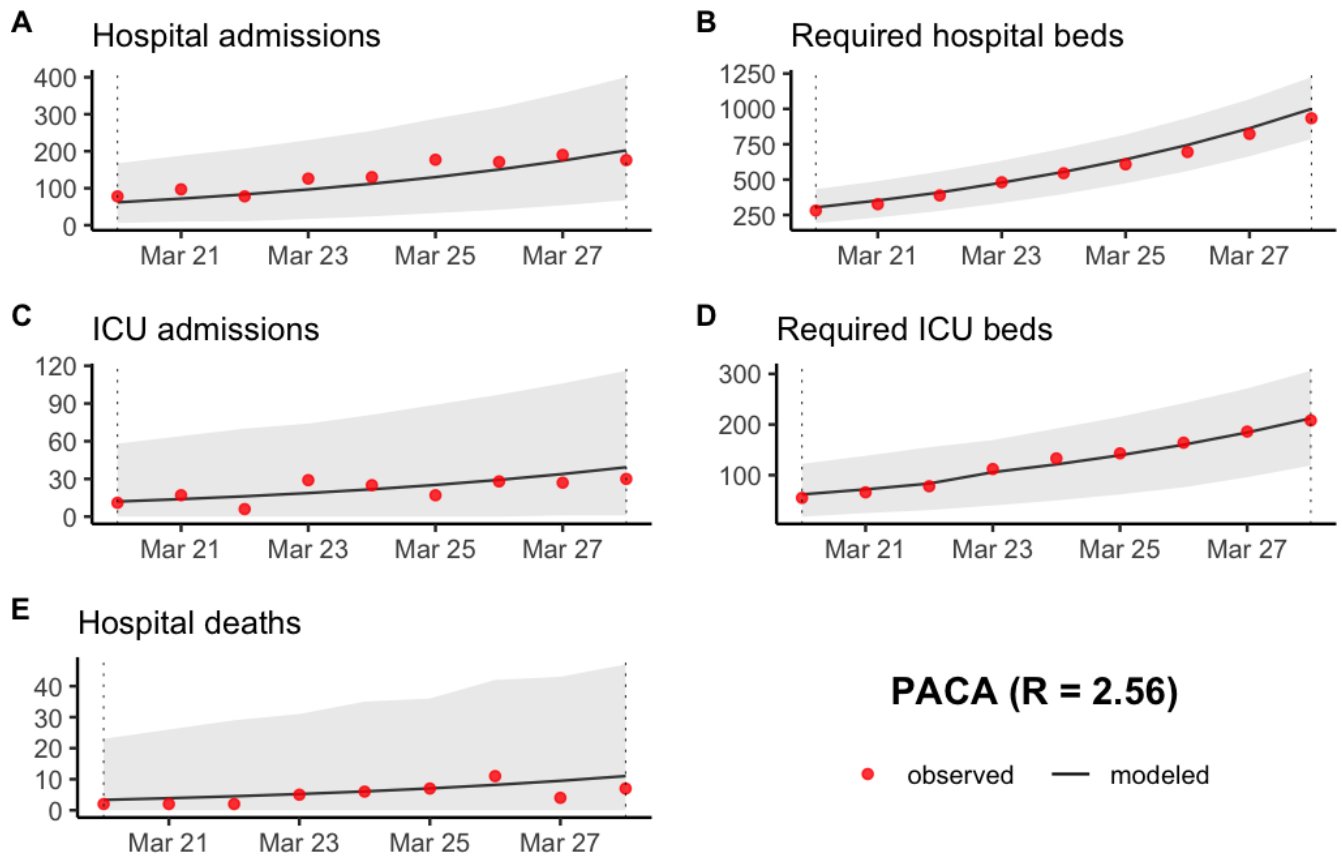 A
Hospital admissions
400
300
200
100
0
Mar 21 Mar 23 Mar 25 Mar 27
B
Required hospital beds
1250
1000
750
500
250
Mar 21 Mar 23 Mar 25 Mar 27
C
ICU admissions
120
90
60
30
0
Mar 21 Mar 23 Mar 25 Mar 27
D
Required ICU beds
300
200
100
Mar 21 Mar 23 Mar 25 Mar 27
E
Hospital deaths
40
30
20
10
0
Mar 21 Mar 23 Mar 25 Mar 27
PACA (R = 2.56)
observed modeled